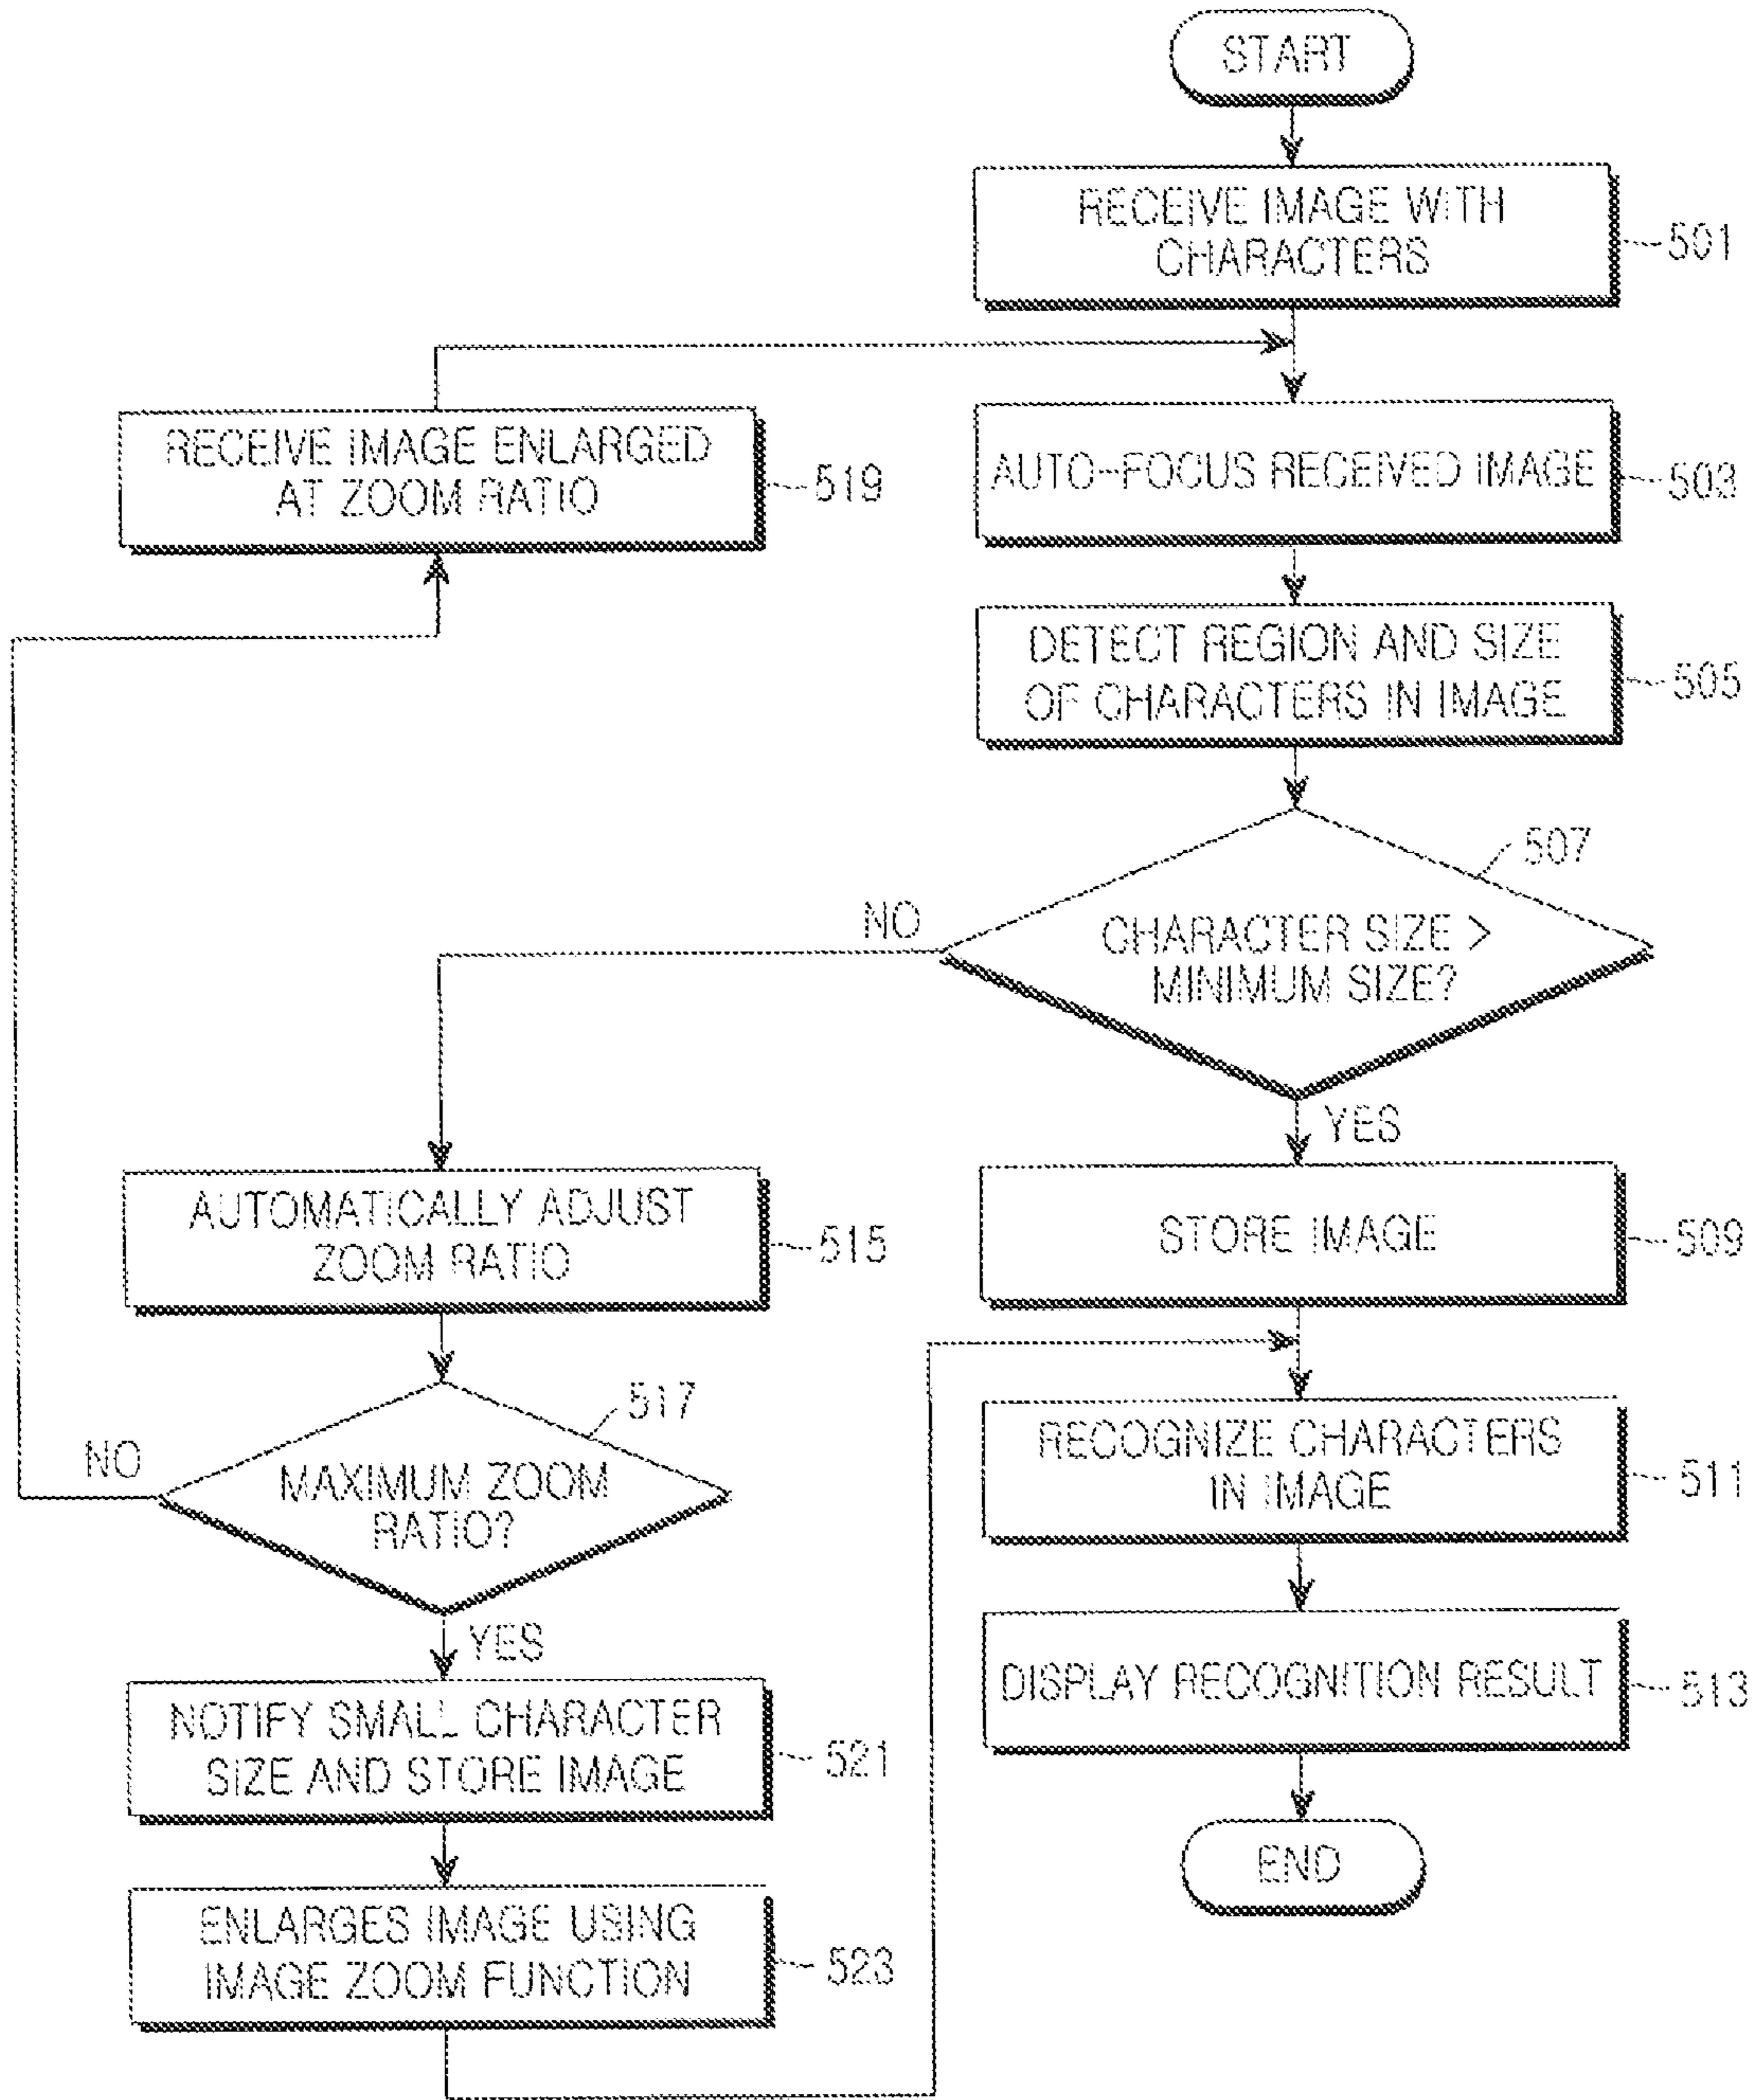 START
RECEIVE IMAGE WITH
CHARACTERS
501
RECEIVE IMAGE ENLARGED
AT ZOOM RATIO
519
AUTO-FOCUS RECEIVED IMAGE
503
DETECT REGION AND SIZE
OF CHARACTERS IN IMAGE
505
507
NO
CHARACTER SIZE >
MINIMUM SIZE?
YES
AUTOMATICALLY ADJUST
ZOOM RATIO
515
STORE IMAGE
509
517
NO
MAXIMUM ZOOM
RATIO?
RECOGNIZE CHARACTERS
IN IMAGE
511
YES
NOTIFY SMALL CHARACTER
SIZE AND STORE IMAGE
521
DISPLAY RECOGNITION RESULT
513
ENLARGES IMAGE USING
IMAGE ZOOM FUNCTION
523
END